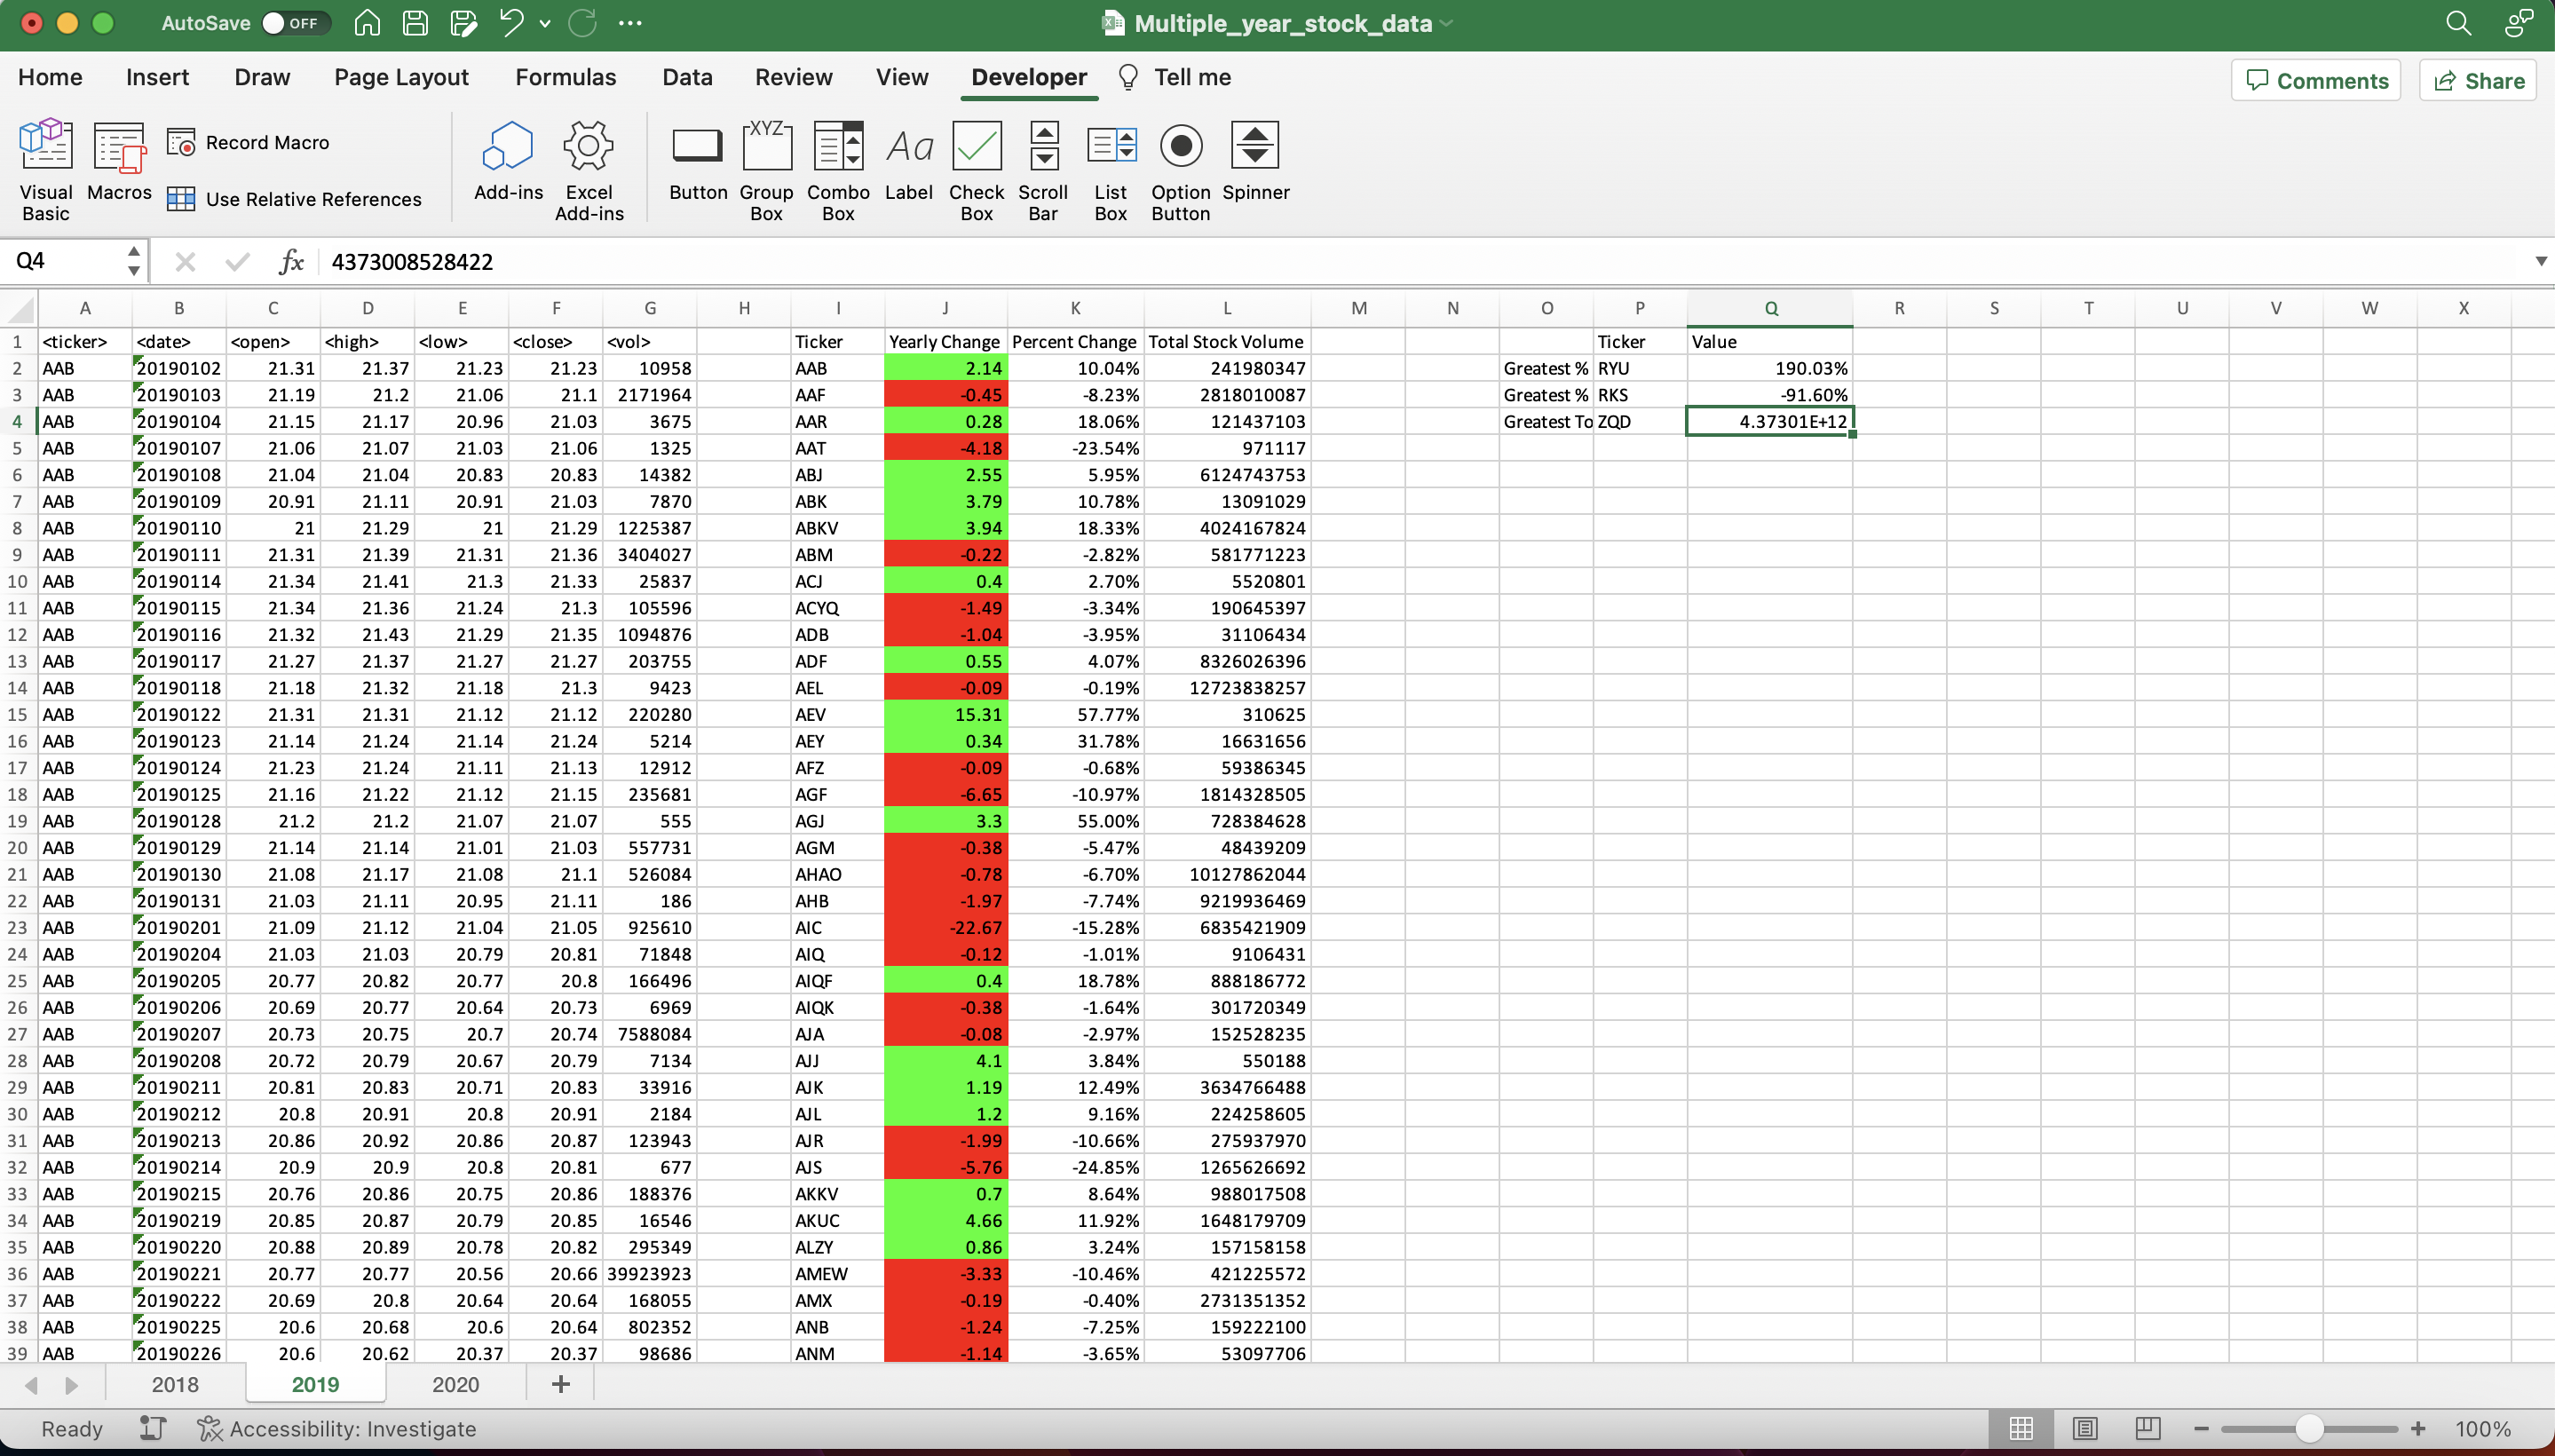 AutoSave OFF Multiple_year_stock_data
Home Insert Draw Page Layout Formulas Data Review View Developer Tell me Comments Share
Visual Basic Macros Record Macro Use Relative References Add-ins Excel Add-ins Button Group Box Combo Box Label Check Box Scroll Bar List Box Option Button Spinner
XYZ Aa
Q4 fx 4373008528422
A B C D E F G H I J K L M N O P Q R S T U V W X
1 <ticker> <date> <open> <high> <low> <close> <vol> Ticker Yearly Change Percent Change Total Stock Volume Ticker Value
2 AAB 20190102 21.31 21.37 21.23 21.23 10958 AAB 2.14 10.04% 241980347 Greatest % RYU 190.03%
3 AAB 20190103 21.19 21.2 21.06 21.1 2171964 AAF -0.45 -8.23% 2818010087 Greatest % RKS -91.60%
4 AAB 20190104 21.15 21.17 20.96 21.03 3675 AAR 0.28 18.06% 121437103 Greatest To ZQD 4.37301E+12
5 AAB 20190107 21.06 21.07 21.03 21.06 1325 AAT -4.18 -23.54% 971117
6 AAB 20190108 21.04 21.04 20.83 20.83 14382 ABJ 2.55 5.95% 6124743753
7 AAB 20190109 20.91 21.11 20.91 21.03 7870 ABK 3.79 10.78% 13091029
8 AAB 20190110 21 21.29 21 21.29 1225387 ABKV 3.94 18.33% 4024167824
9 AAB 20190111 21.31 21.39 21.31 21.36 3404027 ABM -0.22 -2.82% 581771223
10 AAB 20190114 21.34 21.41 21.3 21.33 25837 ACJ 0.4 2.70% 5520801
11 AAB 20190115 21.34 21.36 21.24 21.3 105596 ACYQ -1.49 -3.34% 190645397
12 AAB 20190116 21.32 21.43 21.29 21.35 1094876 ADB -1.04 -3.95% 31106434
13 AAB 20190117 21.27 21.37 21.27 21.27 203755 ADF 0.55 4.07% 8326026396
14 AAB 20190118 21.18 21.32 21.18 21.3 9423 AEL -0.09 -0.19% 12723838257
15 AAB 20190122 21.31 21.31 21.12 21.12 220280 AEV 15.31 57.77% 310625
16 AAB 20190123 21.14 21.24 21.14 21.24 5214 AEY 0.34 31.78% 16631656
17 AAB 20190124 21.23 21.24 21.11 21.13 12912 AFZ -0.09 -0.68% 59386345
18 AAB 20190125 21.16 21.22 21.12 21.15 235681 AGF -6.65 -10.97% 1814328505
19 AAB 20190128 21.2 21.2 21.07 21.07 555 AGJ 3.3 55.00% 728384628
20 AAB 20190129 21.14 21.14 21.01 21.03 557731 AGM -0.38 -5.47% 48439209
21 AAB 20190130 21.08 21.17 21.08 21.1 526084 AHAO -0.78 -6.70% 10127862044
22 AAB 20190131 21.03 21.11 20.95 21.11 186 AHB -1.97 -7.74% 9219936469
23 AAB 20190201 21.09 21.12 21.04 21.05 925610 AIC -22.67 -15.28% 6835421909
24 AAB 20190204 21.03 21.03 20.79 20.81 71848 AIQ -0.12 -1.01% 9106431
25 AAB 20190205 20.77 20.82 20.77 20.8 166496 AIQF 0.4 18.78% 888186772
26 AAB 20190206 20.69 20.77 20.64 20.73 6969 AIQK -0.38 -1.64% 301720349
27 AAB 20190207 20.73 20.75 20.7 20.74 7588084 AJA -0.08 -2.97% 152528235
28 AAB 20190208 20.72 20.79 20.67 20.79 7134 AJJ 4.1 3.84% 550188
29 AAB 20190211 20.81 20.83 20.71 20.83 33916 AJK 1.19 12.49% 3634766488
30 AAB 20190212 20.8 20.91 20.8 20.91 2184 AJL 1.2 9.16% 224258605
31 AAB 20190213 20.86 20.92 20.86 20.87 123943 AJR -1.99 -10.66% 275937970
32 AAB 20190214 20.9 20.9 20.8 20.81 677 AJS -5.76 -24.85% 1265626692
33 AAB 20190215 20.76 20.86 20.75 20.86 188376 AKKV 0.7 8.64% 988017508
34 AAB 20190219 20.85 20.87 20.79 20.85 16546 AKUC 4.66 11.92% 1648179709
35 AAB 20190220 20.88 20.89 20.78 20.82 295349 ALZY 0.86 3.24% 157158158
36 AAB 20190221 20.77 20.77 20.56 20.66 39923923 AMEW -3.33 -10.46% 421225572
37 AAB 20190222 20.69 20.8 20.64 20.64 168055 AMX -0.19 -0.40% 2731351352
38 AAB 20190225 20.6 20.68 20.6 20.64 802352 ANB -1.24 -7.25% 159222100
39 AAB 20190226 20.6 20.62 20.37 20.37 98686 ANM -1.14 -3.65% 53097706
2018 2019 2020 +
Ready Accessibility: Investigate 100%